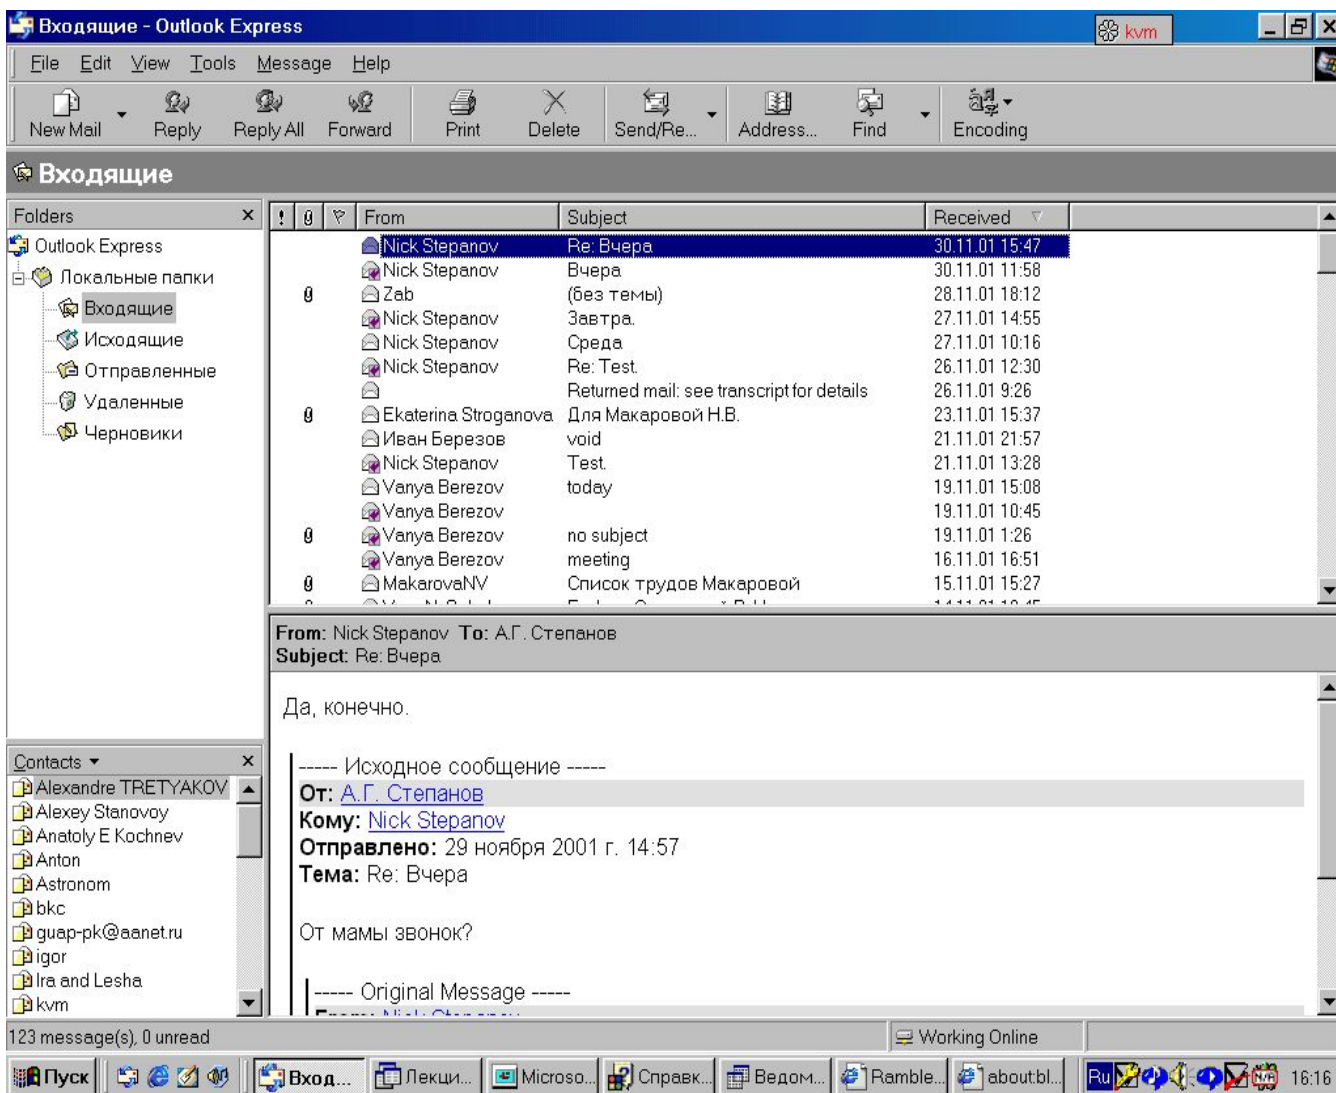 Входящие - Outlook Express
kvm
File Edit View Tools Message Help
New Mail Reply Reply All Forward Print Delete Send/Re... Address... Find Encoding
Входящие
Folders
Outlook Express
Локальные папки
Входящие
Исходящие
Отправленные
Удаленные
Черновики
From Subject Received
Nick Stepanov Re: Вчера 30.11.01 15:47
Nick Stepanov Вчера 30.11.01 11:58
Zab (без темы) 28.11.01 18:12
Nick Stepanov Завтра. 27.11.01 14:55
Nick Stepanov Среда 27.11.01 10:16
Nick Stepanov Re: Test. 26.11.01 12:30
Returned mail: see transcript for details 26.11.01 9:26
Ekaterina Stroganova Для Макаровой Н.В. 23.11.01 15:37
Иван Березов void 21.11.01 21:57
Nick Stepanov Test. 21.11.01 13:28
Vanya Berezov today 19.11.01 15:08
Vanya Berezov 19.11.01 10:45
Vanya Berezov no subject 19.11.01 1:26
Vanya Berezov meeting 16.11.01 16:51
MakarovaNV Список трудов Макаровой 15.11.01 15:27
From: Nick Stepanov To: А.Г. Степанов
Subject: Re: Вчера
Да, конечно.
----- Исходное сообщение -----
От: А.Г. Степанов
Кому: Nick Stepanov
Отправлено: 29 ноября 2001 г. 14:57
Тема: Re: Вчера
От мамы звонок?
----- Original Message -----
From: Nick Stepanov
Contacts
Alexandre TRETYAKOV
Alexey Stanovoy
Anatoly E Kochnev
Anton
Astronom
bkc
guap-pk@aanet.ru
igor
Ira and Lesha
kvm
123 message(s), 0 unread
Working Online
Пуск Вход... Лекци... Microso... Справк... Ведом... Ramble... about:bl... Ru 16:16